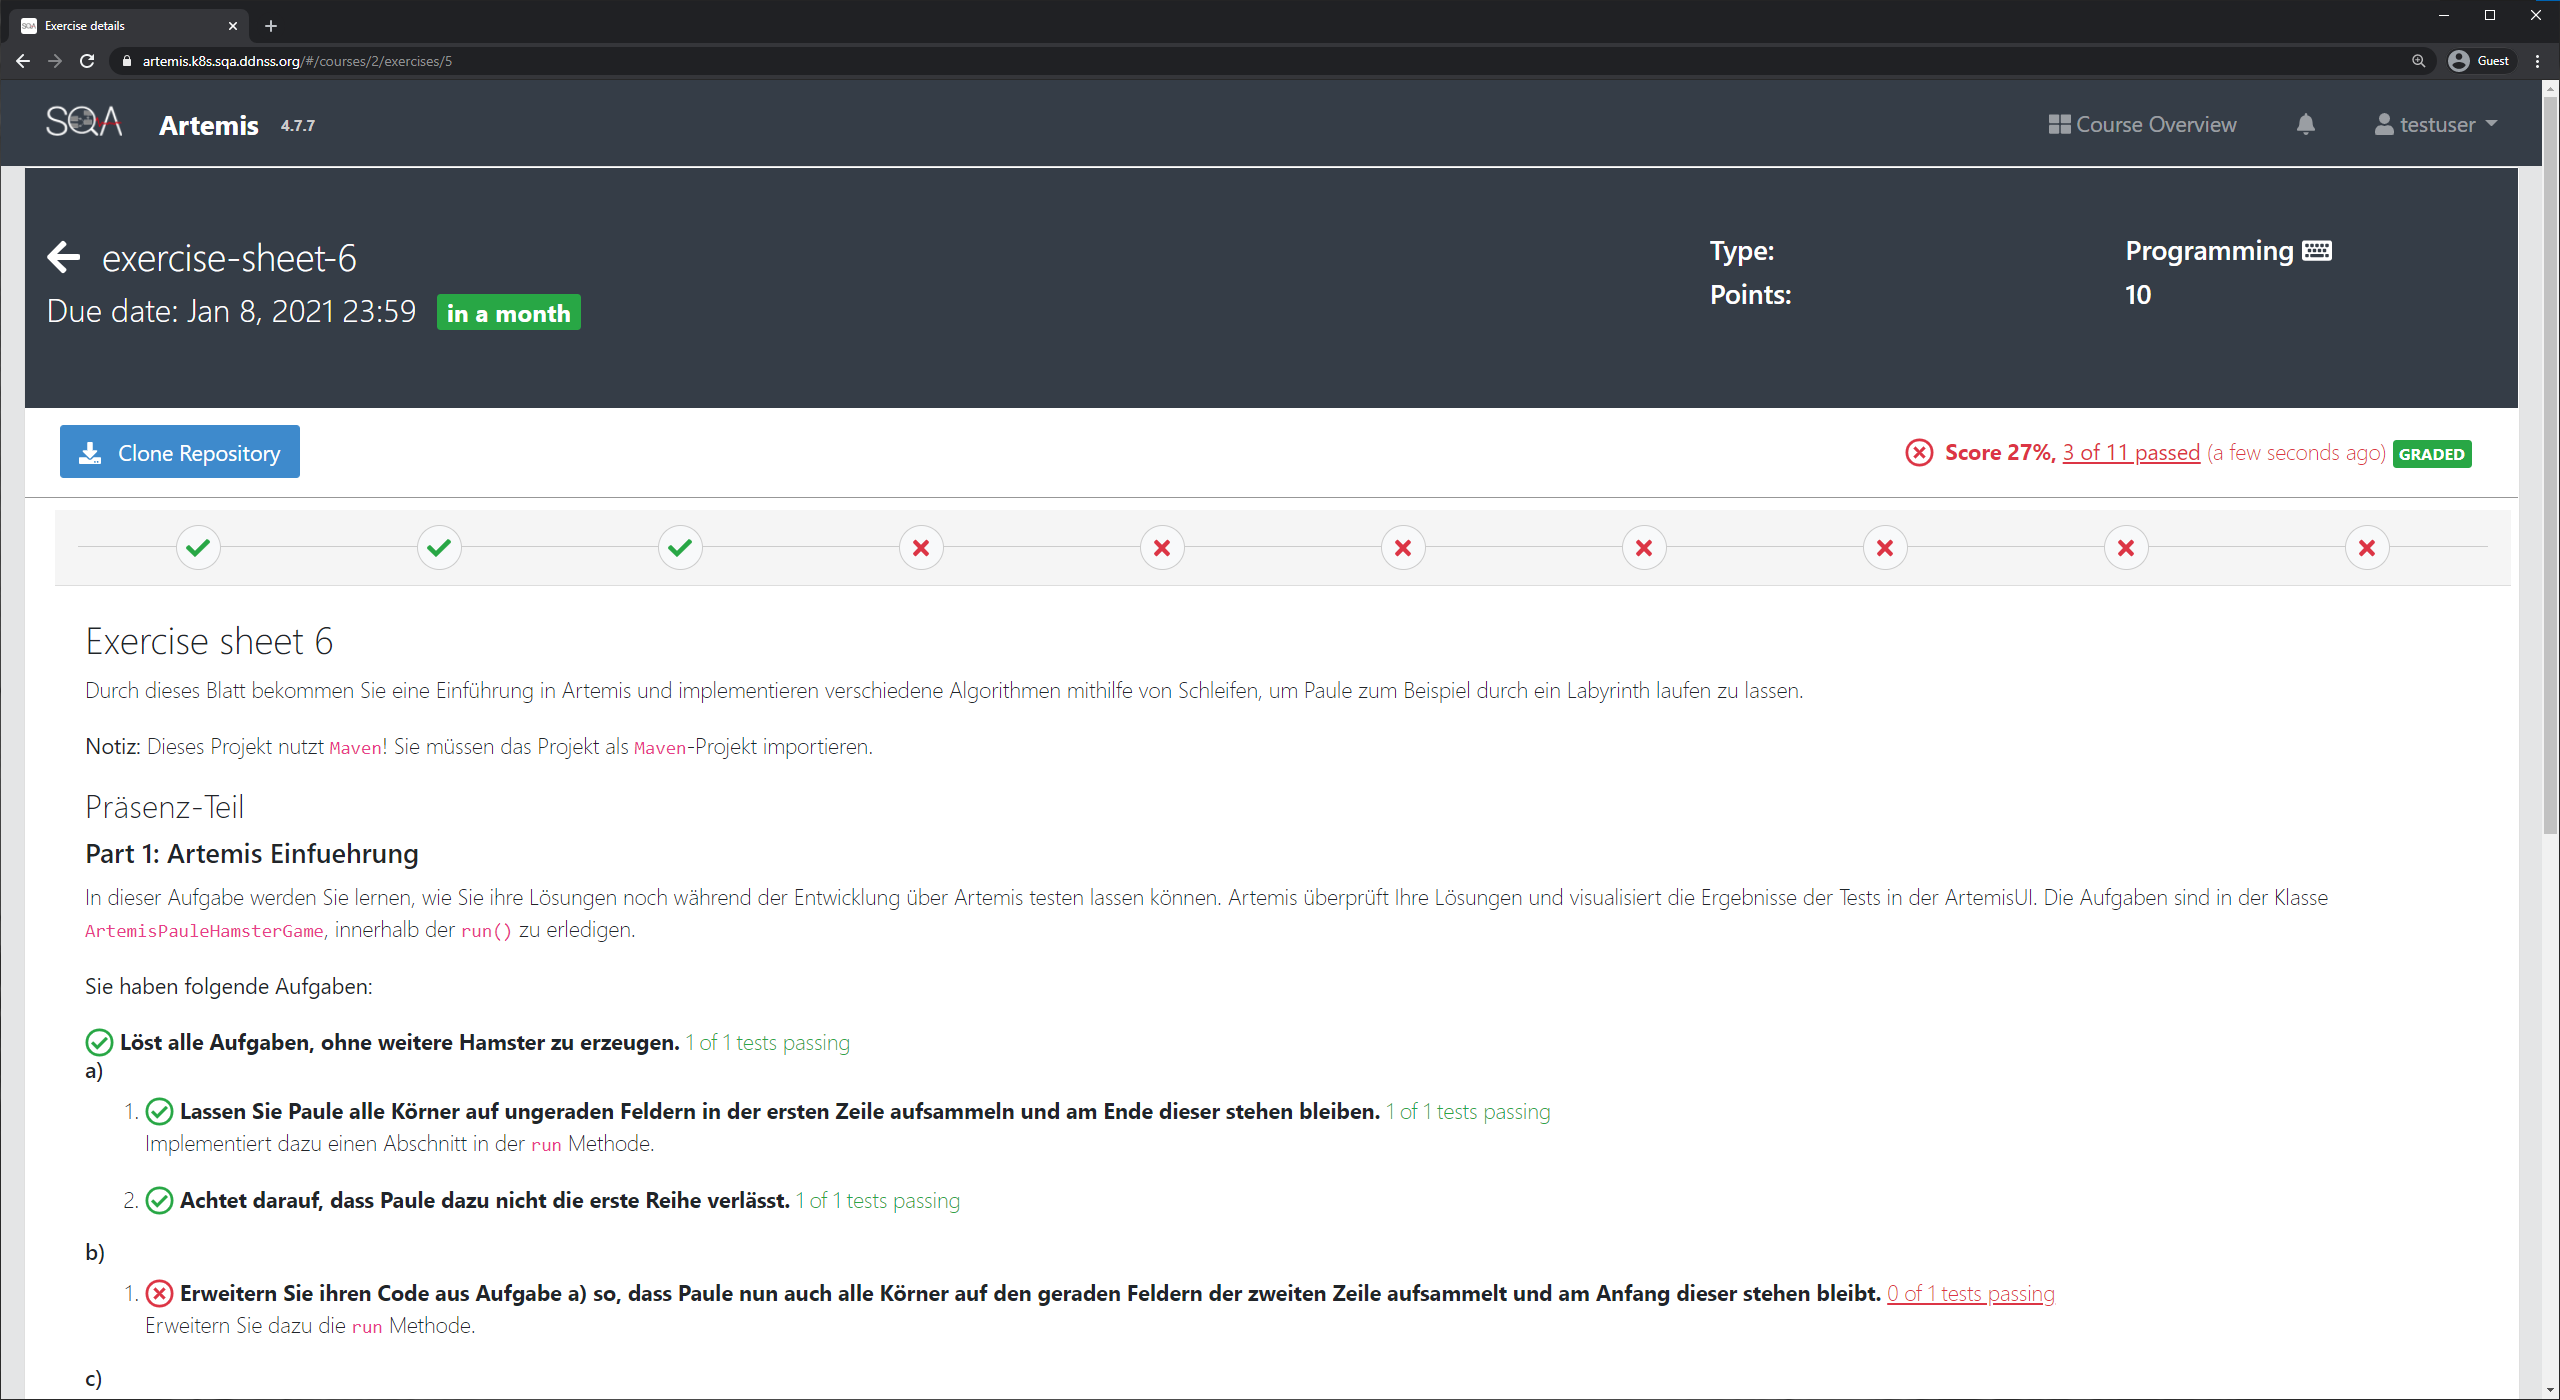 Exercise details
artemis.k8s.sqa.ddnss.org/#/courses/2/exercises/5
Guest
SQA Artemis 4.7.7
Course Overview
testuser
exercise-sheet-6
Due date: Jan 8, 2021 23:59 in a month
Type: Programming
Points: 10
Clone Repository
Score 27%, 3 of 11 passed (a few seconds ago) GRADED
Exercise sheet 6
Durch dieses Blatt bekommen Sie eine Einführung in Artemis und implementieren verschiedene Algorithmen mithilfe von Schleifen, um Paule zum Beispiel durch ein Labyrinth laufen zu lassen.
Notiz: Dieses Projekt nutzt Maven! Sie müssen das Projekt als Maven-Projekt importieren.
Präsenz-Teil
Part 1: Artemis Einfuehrung
In dieser Aufgabe werden Sie lernen, wie Sie ihre Lösungen noch während der Entwicklung über Artemis testen lassen können. Artemis überprüft Ihre Lösungen und visualisiert die Ergebnisse der Tests in der ArtemisUI. Die Aufgaben sind in der Klasse
ArtemisPauleHamsterGame, innerhalb der run() zu erledigen.
Sie haben folgende Aufgaben:
Löst alle Aufgaben, ohne weitere Hamster zu erzeugen. 1 of 1 tests passing
a)
1. Lassen Sie Paule alle Körner auf ungeraden Feldern in der ersten Zeile aufsammeln und am Ende dieser stehen bleiben. 1 of 1 tests passing
Implementiert dazu einen Abschnitt in der run Methode.
2. Achtet darauf, dass Paule dazu nicht die erste Reihe verlässt. 1 of 1 tests passing
b)
1. Erweitern Sie ihren Code aus Aufgabe a) so, dass Paule nun auch alle Körner auf den geraden Feldern der zweiten Zeile aufsammelt und am Anfang dieser stehen bleibt. 0 of 1 tests passing
Erweitern Sie dazu die run Methode.
c)